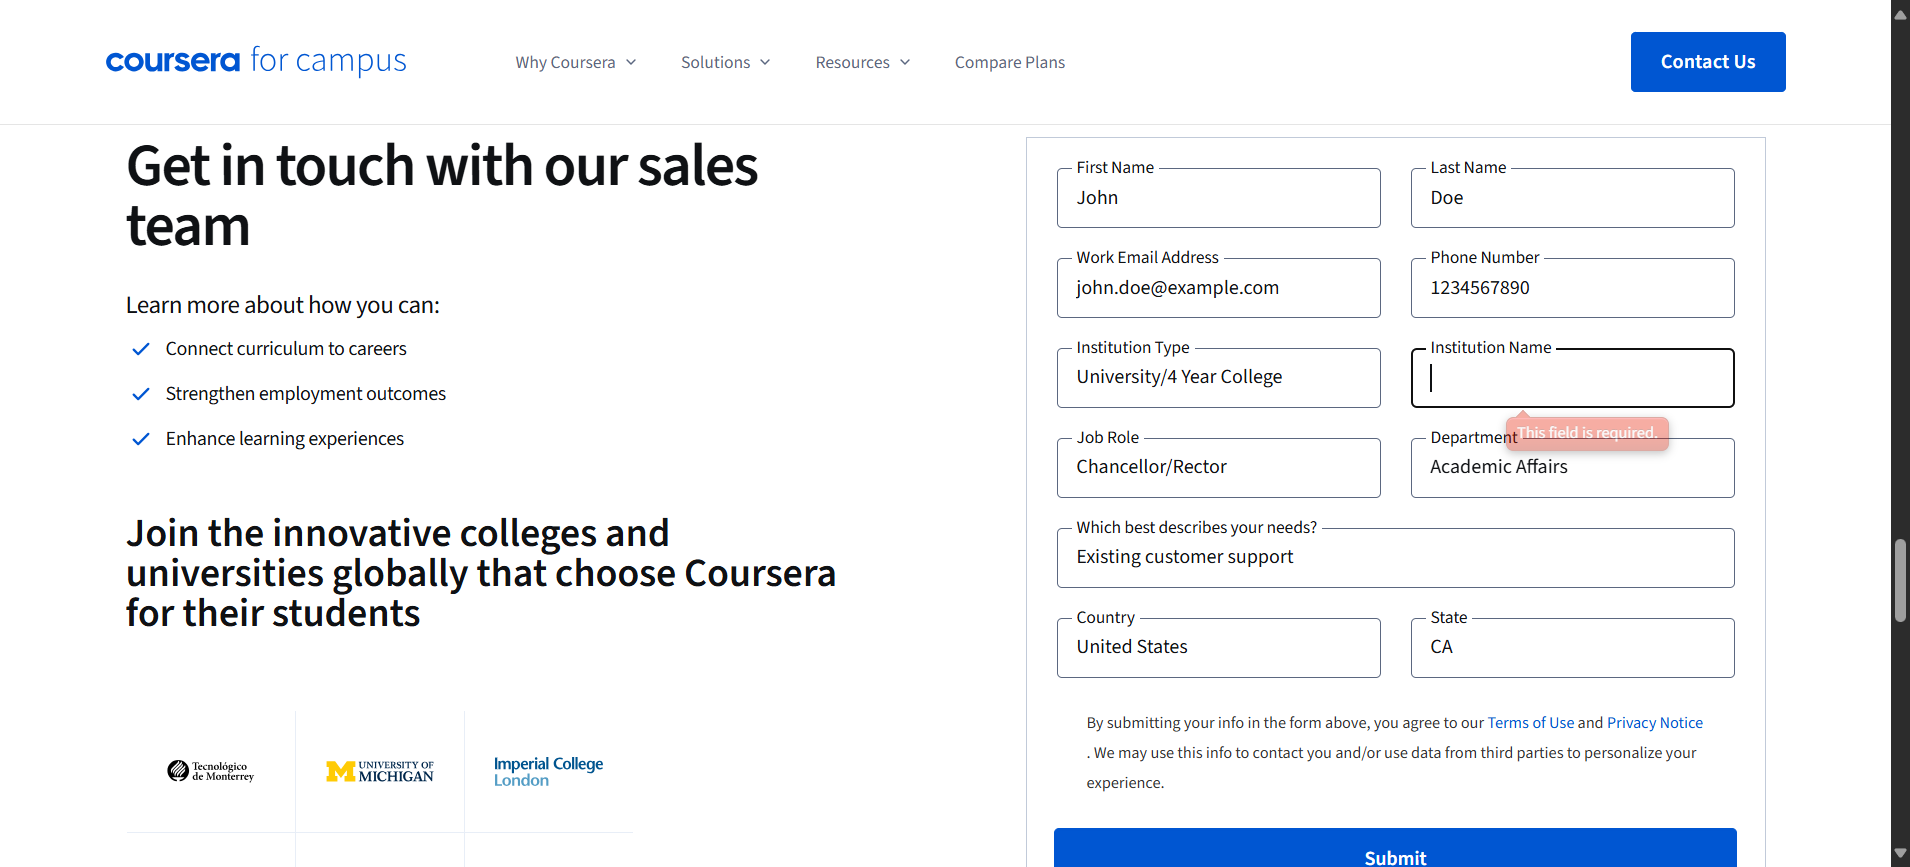 coursera for campus
Why Coursera
Solutions
Resources
Compare Plans
Contact Us
Get in touch with our sales
team
Learn more about how you can:
Connect curriculum to careers
Strengthen employment outcomes
Enhance learning experiences
Join the innovative colleges and
universities globally that choose Coursera
for their students
Tecnológico
de Monterrey
M UNIVERSITY OF
MICHIGAN
Imperial College
London
First Name
John
Last Name
Doe
Work Email Address
john.doe@example.com
Phone Number
1234567890
Institution Type
University/4 Year College
Institution Name
This field is required.
Job Role
Chancellor/Rector
Department
Academic Affairs
Which best describes your needs?
Existing customer support
Country
United States
State
CA
By submitting your info in the form above, you agree to our Terms of Use and Privacy Notice
. We may use this info to contact you and/or use data from third parties to personalize your
experience.
Submit